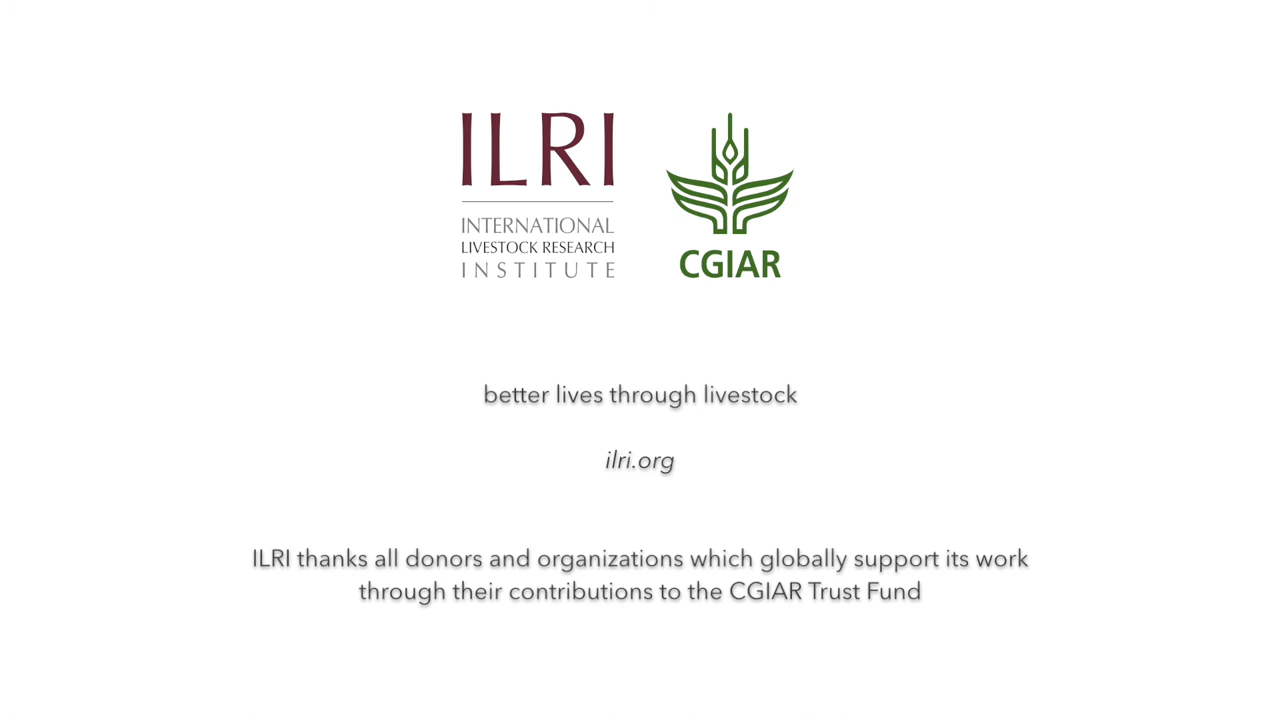 ILRI
INTERNATIONAL
LIVESTOCK RESEARCH
INSTITUTE
CGIAR
better lives through livestock
ilri.org
ILRI thanks all donors and organizations which globally support its work
through their contributions to the CGIAR Trust Fund